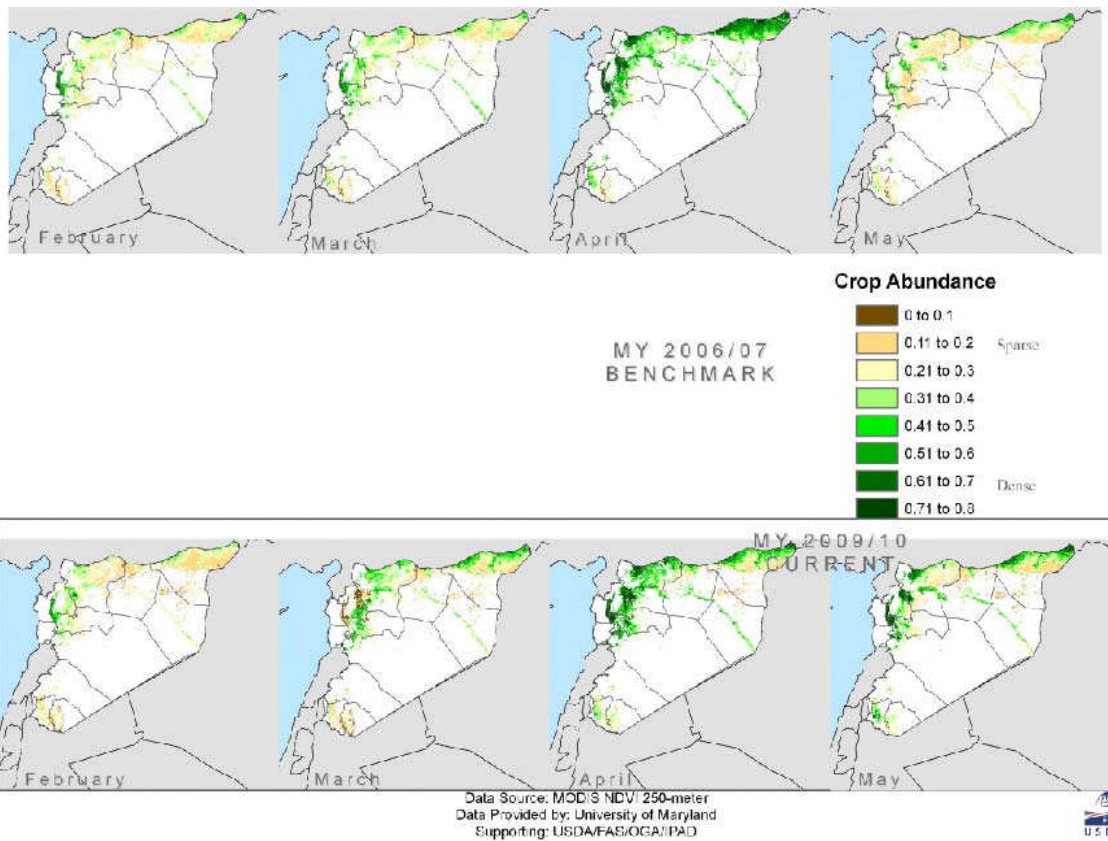 February
March
April
May
Crop Abundance
0 to 0.1
0.11 to 0.2 Sparse
0.21 to 0.3
0.31 to 0.4
0.41 to 0.5
0.51 to 0.6
0.61 to 0.7 Dense
0.71 to 0.8
MY 2006/07
BENCHMARK
MY 2009/10
CURRENT
February
March
April
May
Data Source: MODIS NDVI 250-meter
Data Provided by: University of Maryland
Supporting: USDA/FAS/OGA/IPAD